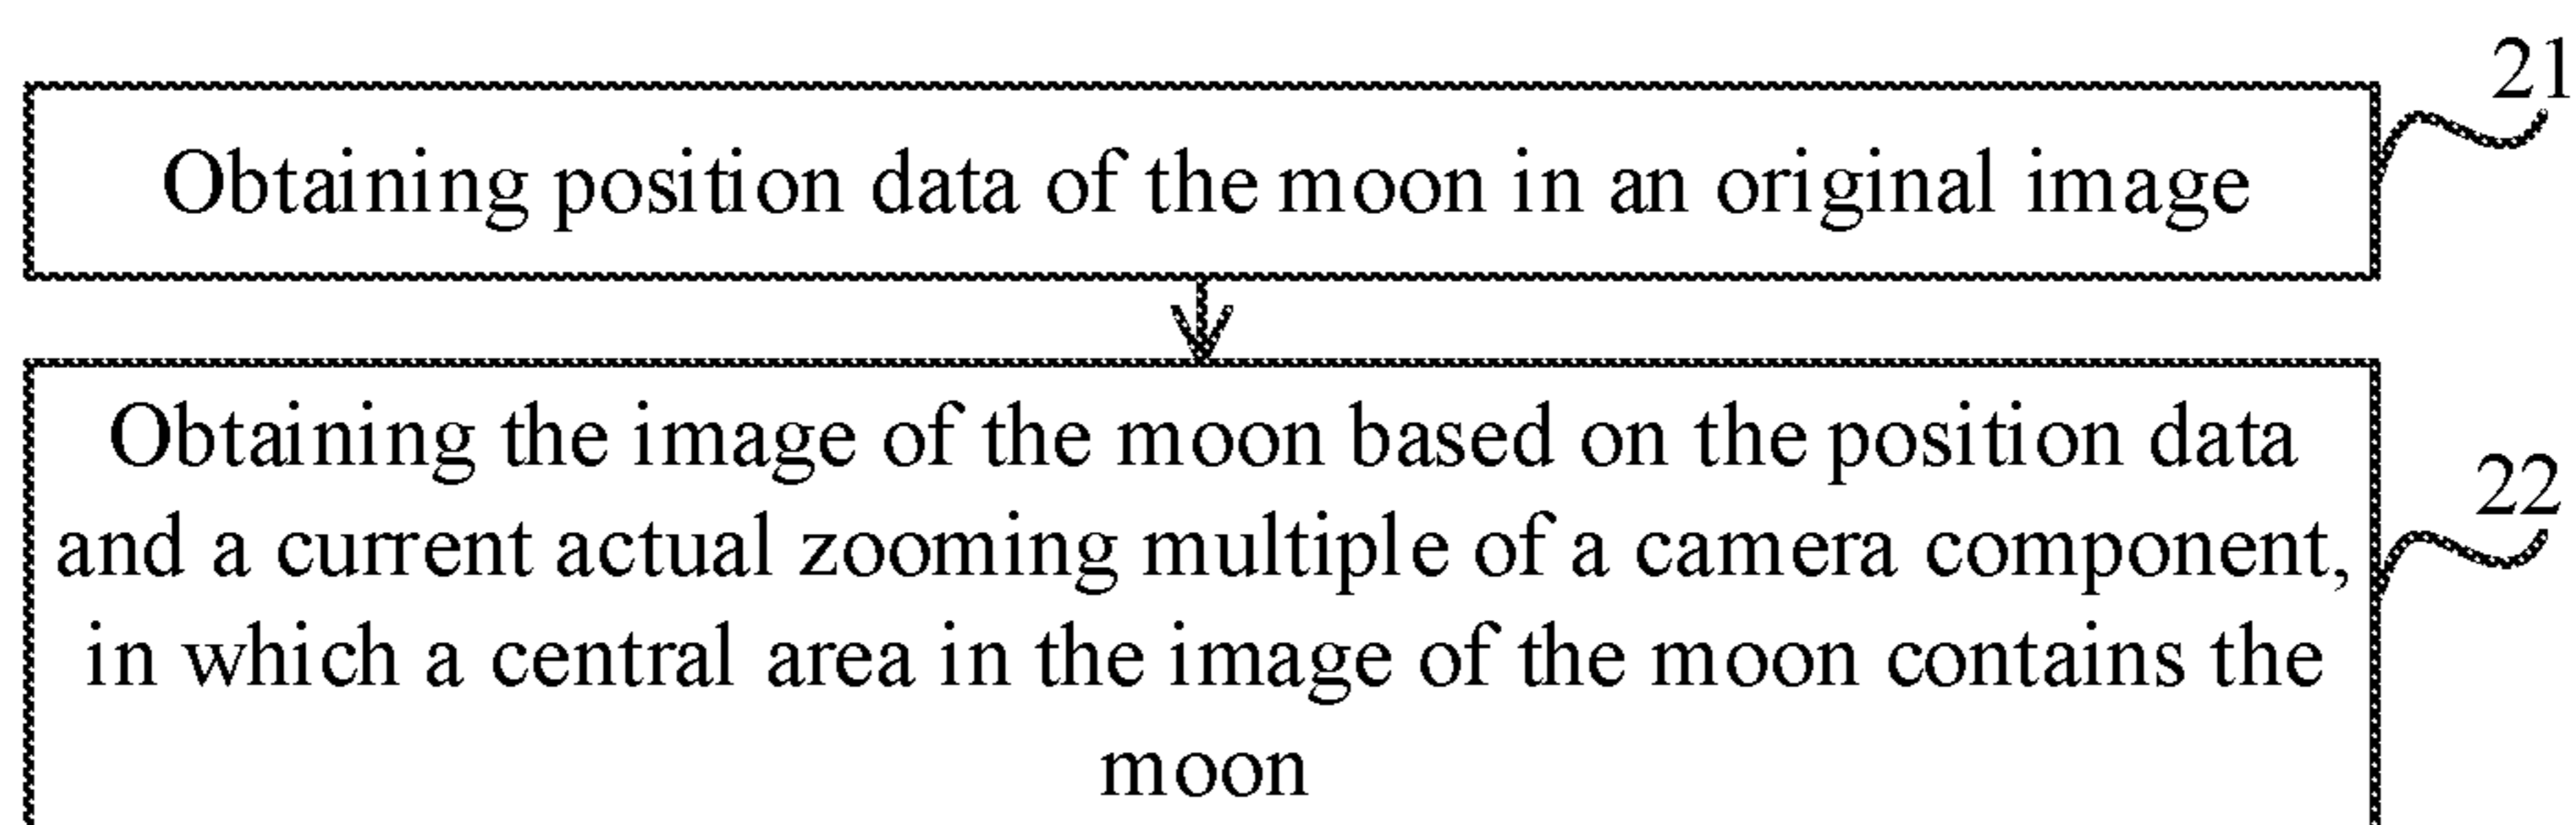 21
Obtaining position data of the moon in an original image
Obtaining the image of the moon based on the position data
and a current actual zooming multiple of a camera component,
22
in which a central area in the image of the moon contains the
moon